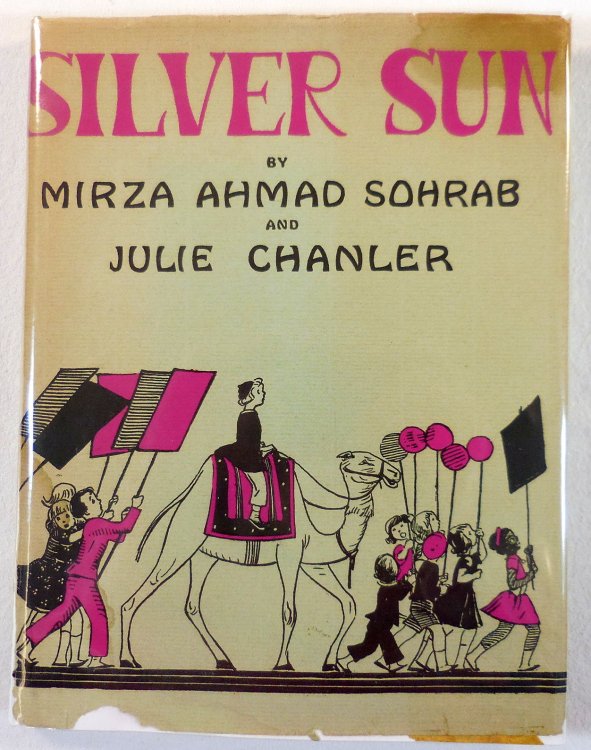 SILVER SUN
BY
MIRZA AHMAD SOHRAB
AND
JULIE CHANLER